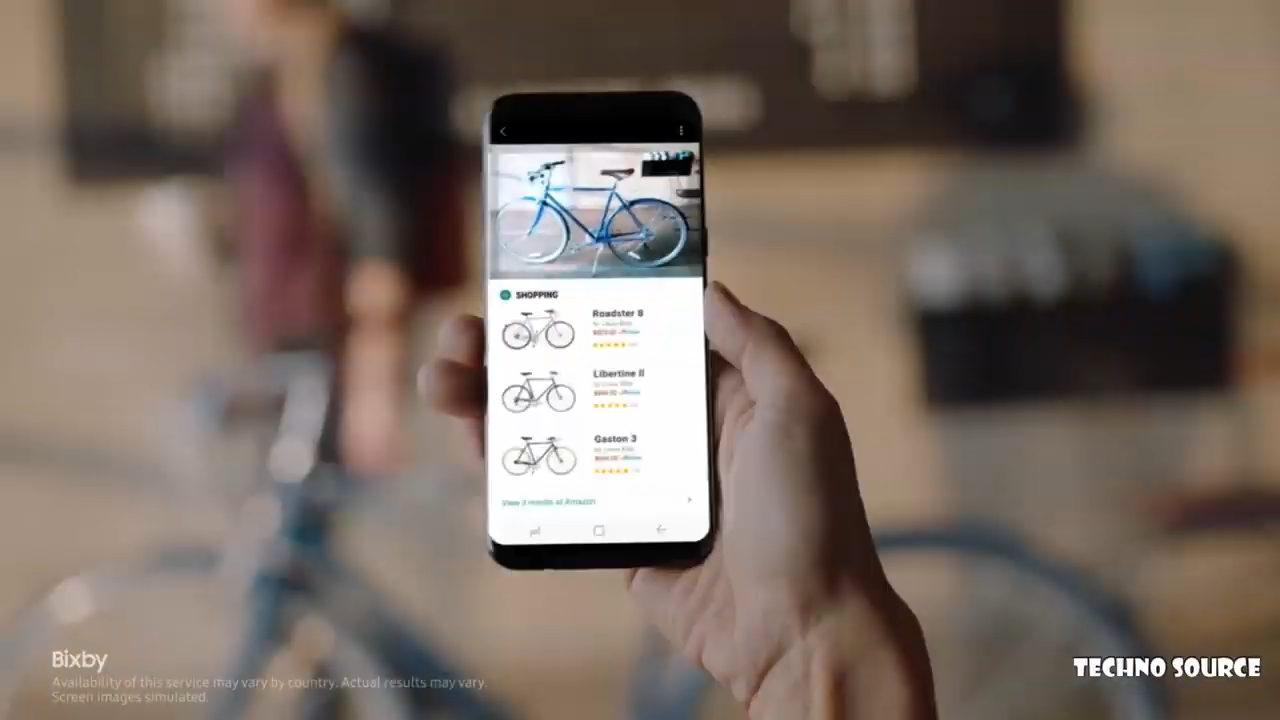 SHOPPING
Roadster 8
Libertine II
Gaston 3
View 3 results at Amazon
Bixby
Availability of this service may vary by country. Actual results may vary.
Screen images simulated.
TECHNO SOURCE